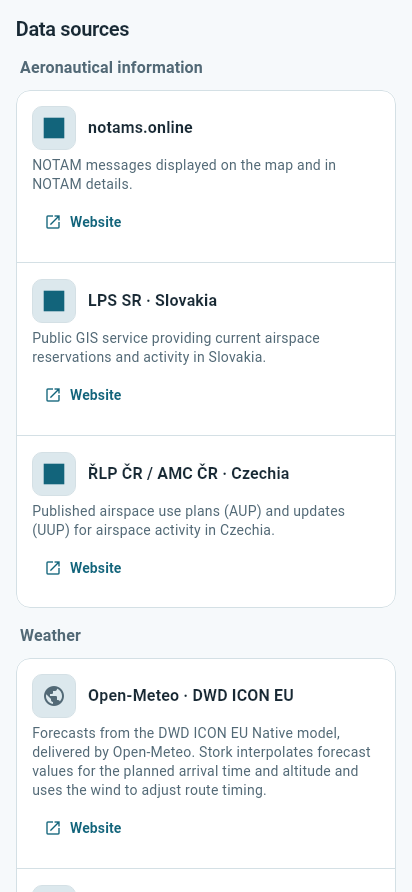 Data sources
Aeronautical information
notams.online
NOTAM messages displayed on the map and in
NOTAM details.
Website
LPS SR · Slovakia
Public GIS service providing current airspace
reservations and activity in Slovakia.
Website
ŘLP ČR / AMC ČR · Czechia
Published airspace use plans (AUP) and updates
(UUP) for airspace activity in Czechia.
Website
Weather
Open-Meteo · DWD ICON EU
Forecasts from the DWD ICON EU Native model,
delivered by Open-Meteo. Stork interpolates forecast
values for the planned arrival time and altitude and
uses the wind to adjust route timing.
Website